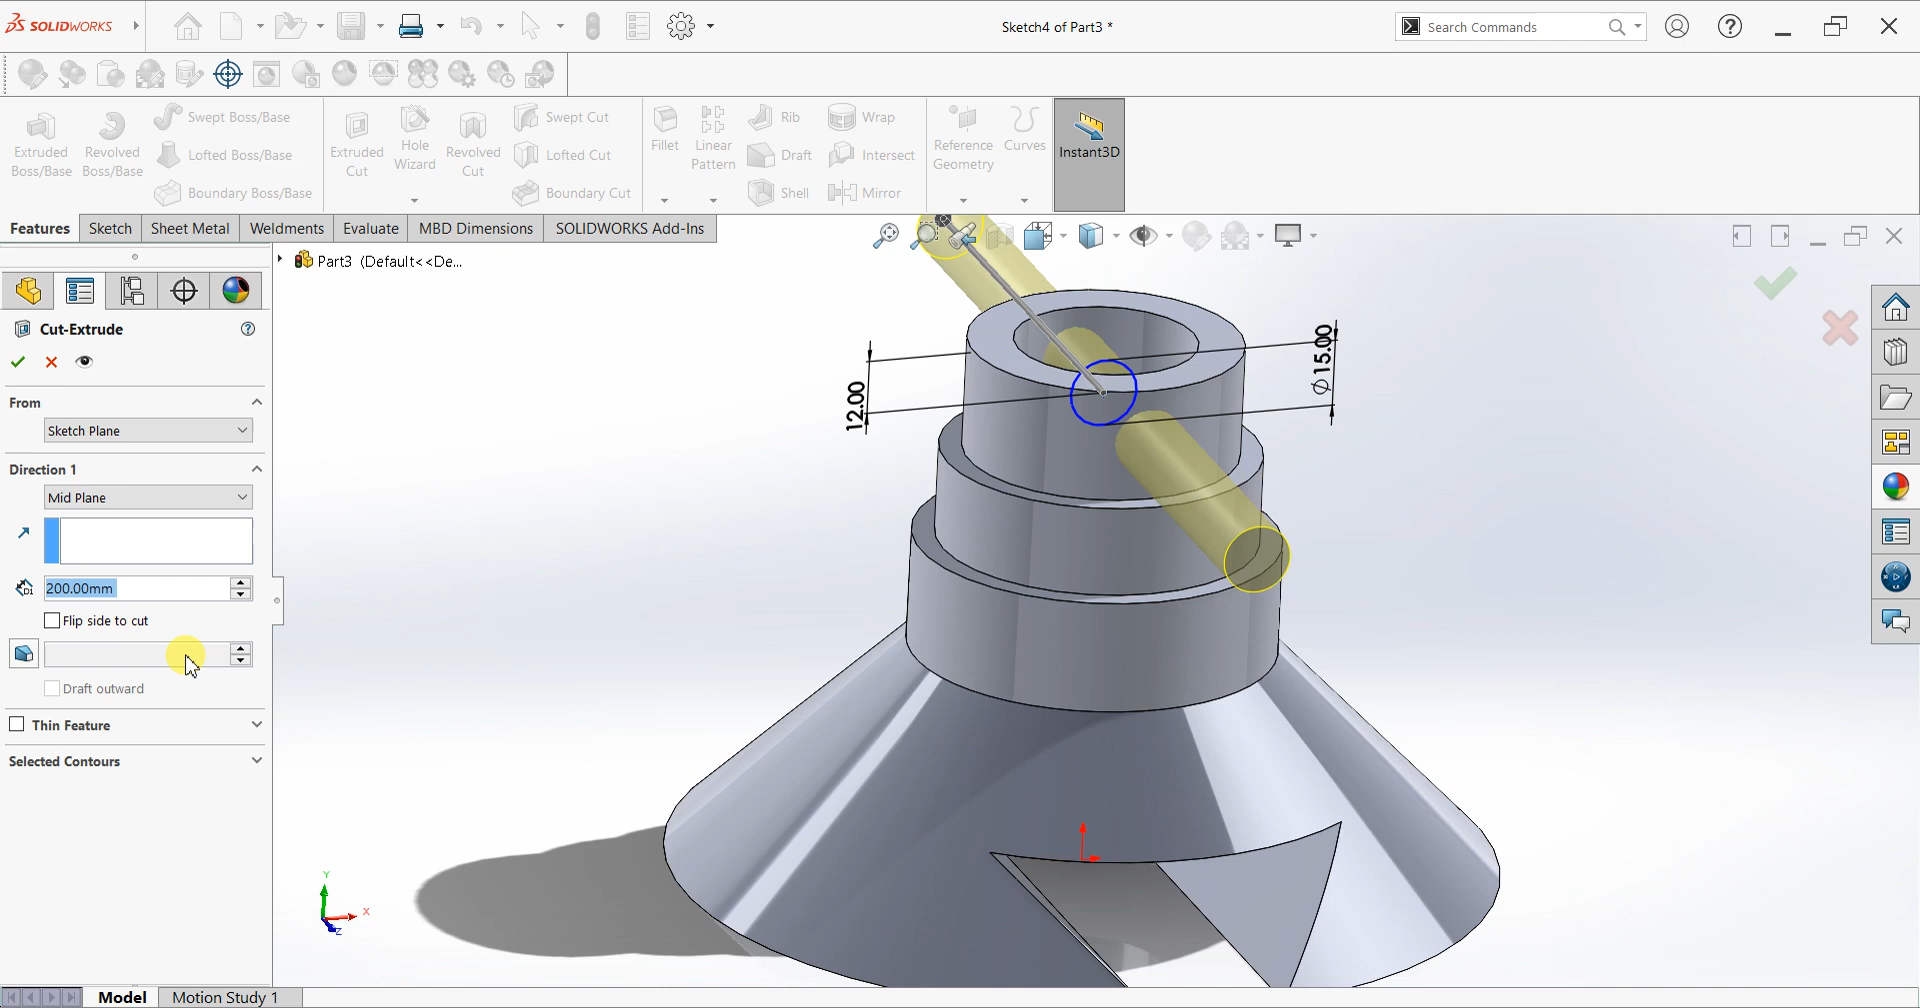 SOLIDWORKS
Sketch4 of Part3 *
Search Commands
Extruded Boss/Base
Revolved Boss/Base
Swept Boss/Base
Lofted Boss/Base
Boundary Boss/Base
Extruded Cut
Hole Wizard
Revolved Cut
Swept Cut
Lofted Cut
Boundary Cut
Fillet
Linear Pattern
Rib
Draft
Shell
Wrap
Intersect
Mirror
Reference Geometry
Curves
Instant3D
Features
Sketch
Sheet Metal
Weldments
Evaluate
MBD Dimensions
SOLIDWORKS Add-Ins
Part3 (Default<<De...
Cut-Extrude
From
Sketch Plane
Direction 1
Mid Plane
200.00mm
Flip side to cut
Draft outward
Thin Feature
Selected Contours
12.00
⌀15.00
Y
X
Z
Model
Motion Study 1